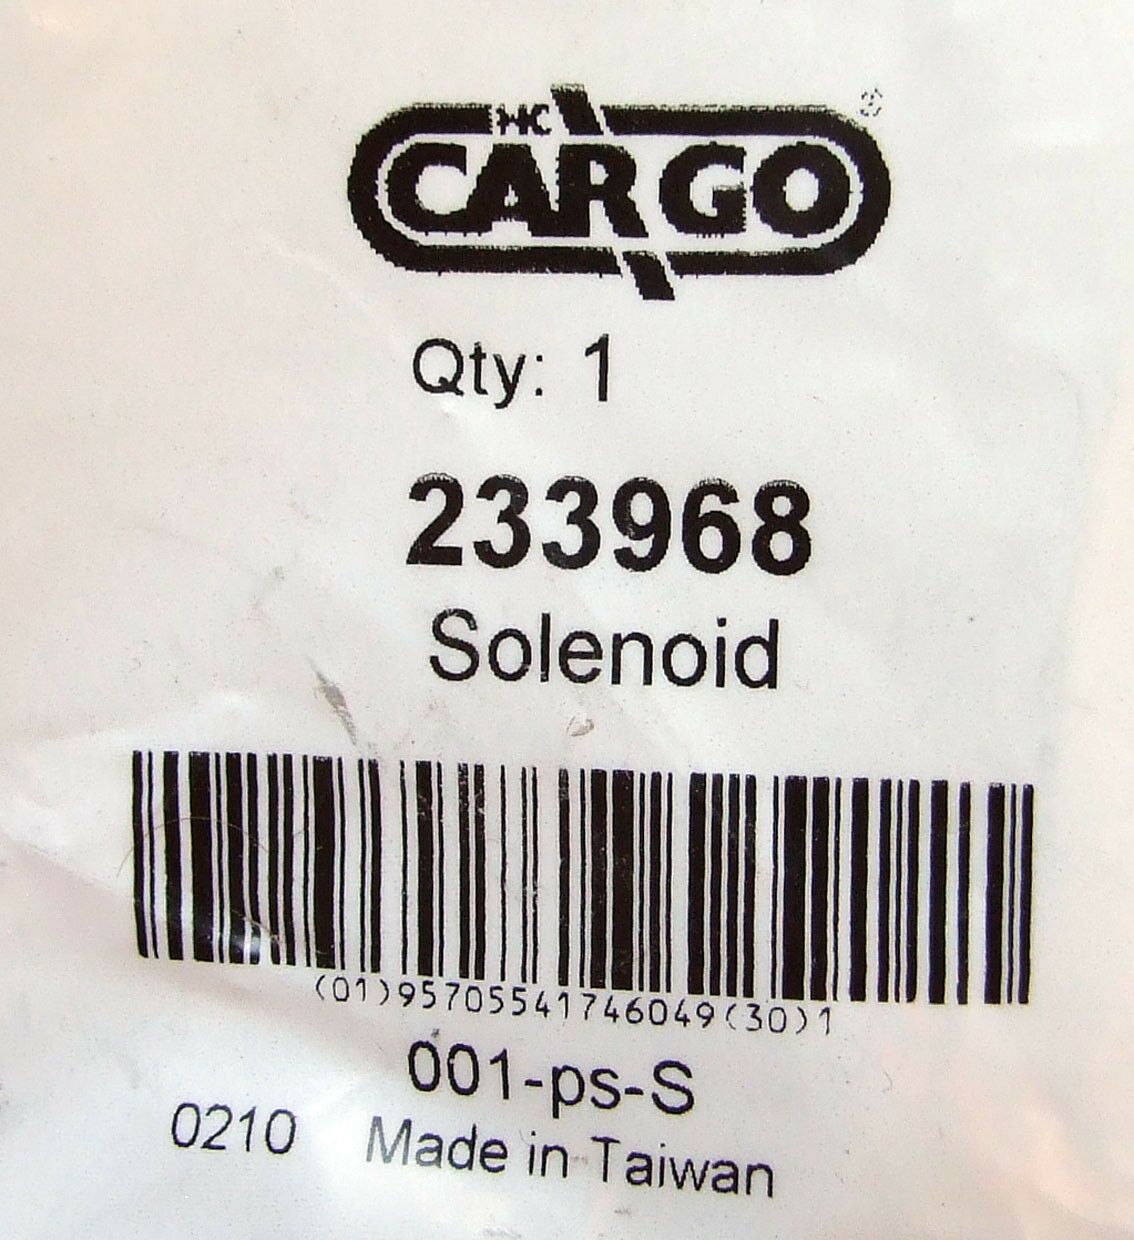 HC
CARGO
Qty: 1
233968
Solenoid
(01)95705541746049(30)1
001-ps-S
0210 Made in Taiwan